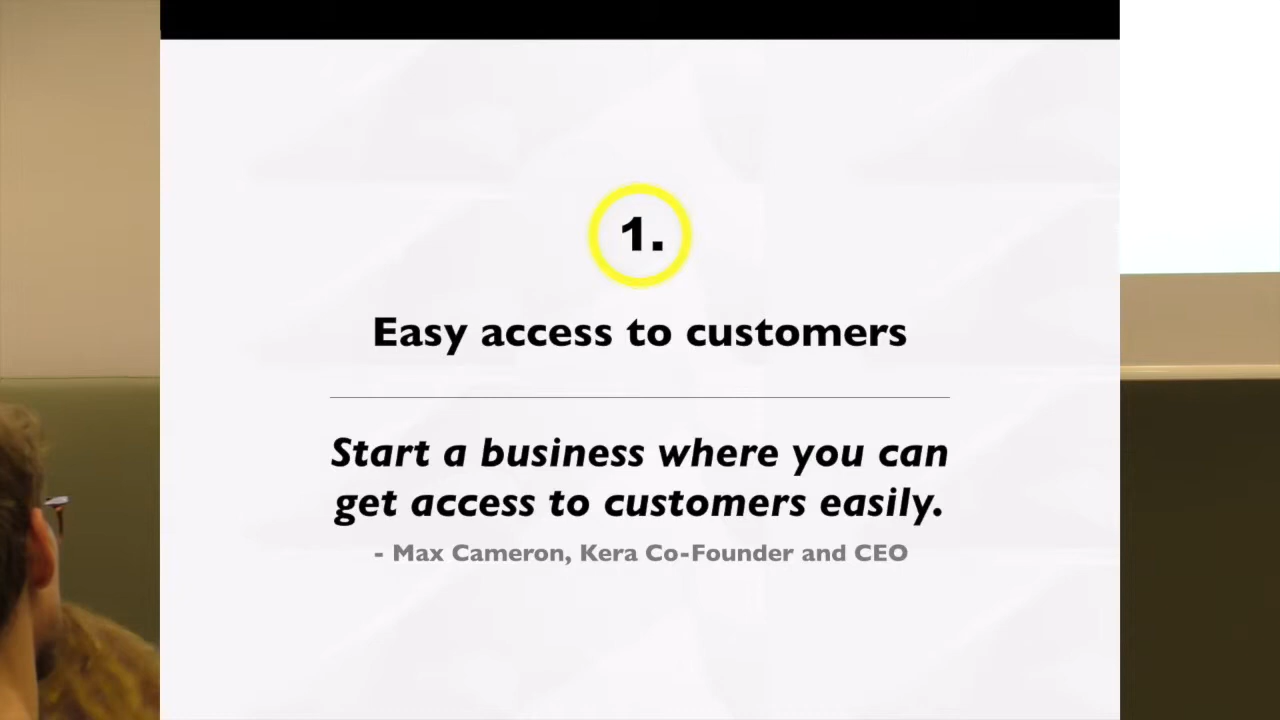 1.
Easy access to customers
Start a business where you can
get access to customers easily.
- Max Cameron, Kera Co-Founder and CEO